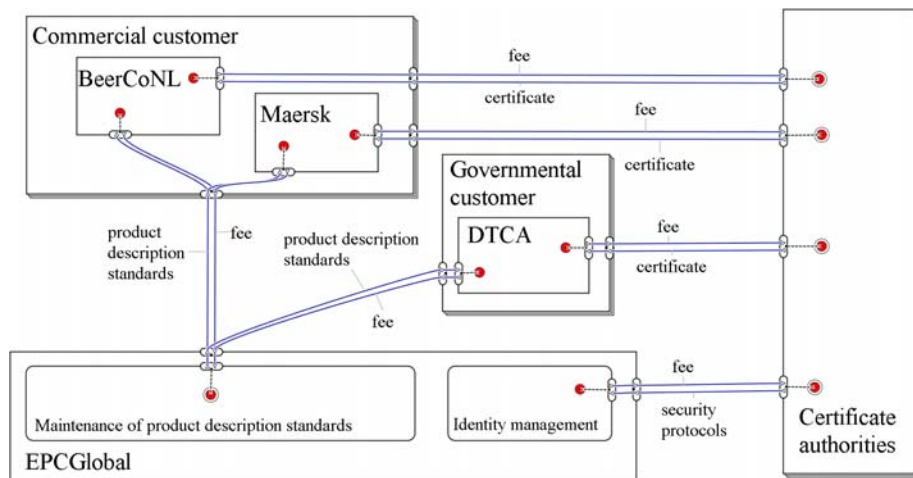 Commercial customer
BeerCoNL
Maersk
fee
certificate
fee
certificate
Governmental
customer
DTCA
fee
certificate
product
description
standards
fee
product description
standards
fee
Maintenance of product description standards
Identity management
EPCGlobal
fee
security
protocols
Certificate
authorities